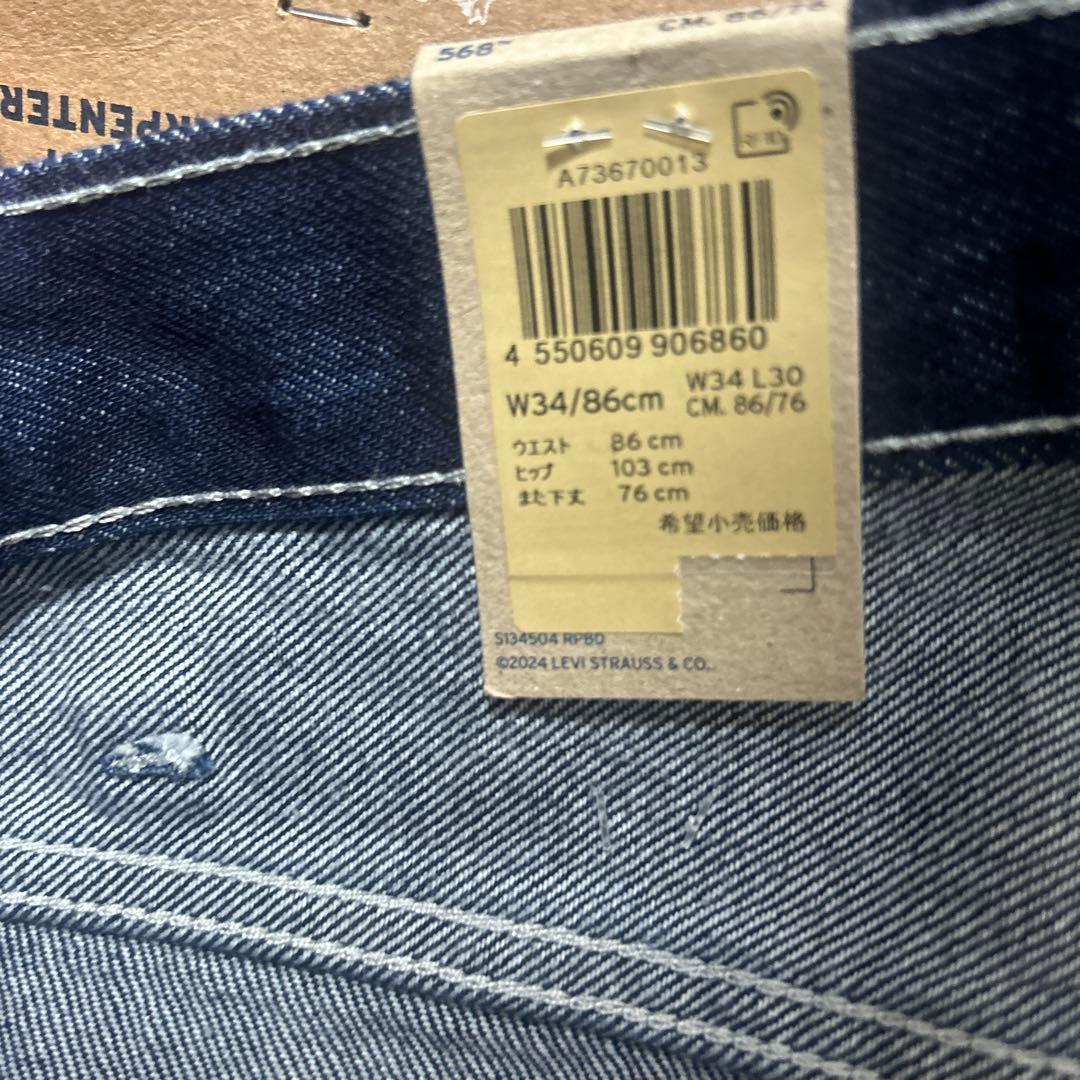 568
CM. 86/76
RFID
A73670013
4 550609 906860
W34/86cm
W34 L30
CM. 86/76
ウエスト 86 cm
ヒップ 103 cm
また下丈 76 cm
希望小売価格
S134504 RPBD
©2024 LEVI STRAUSS & CO.